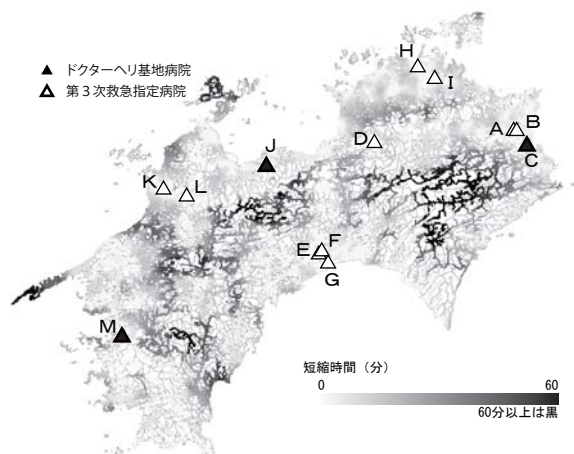 ▲ ドクターヘリ基地病院
△ 第3次救急指定病院
H
I
A
B
C
D
J
K
L
E
F
G
M
短縮時間（分）
0 60
60分以上は黒